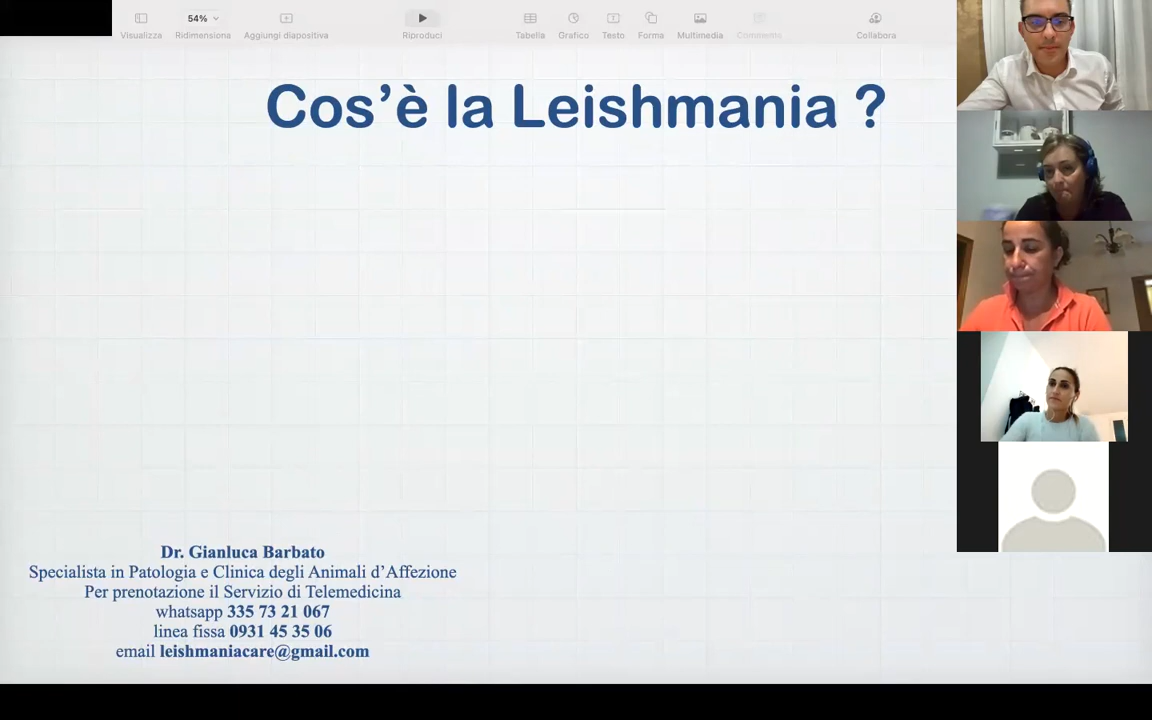 54%
Visualizza Ridimensiona Aggiungi diapositiva Riproduci Tabella Grafico Testo Forma Multimedia Commento Collabora
Cos’è la Leishmania ?
Dr. Gianluca Barbato
Specialista in Patologia e Clinica degli Animali d’Affezione
Per prenotazione il Servizio di Telemedicina
whatsapp 335 73 21 067
linea fissa 0931 45 35 06
email leishmaniacare@gmail.com